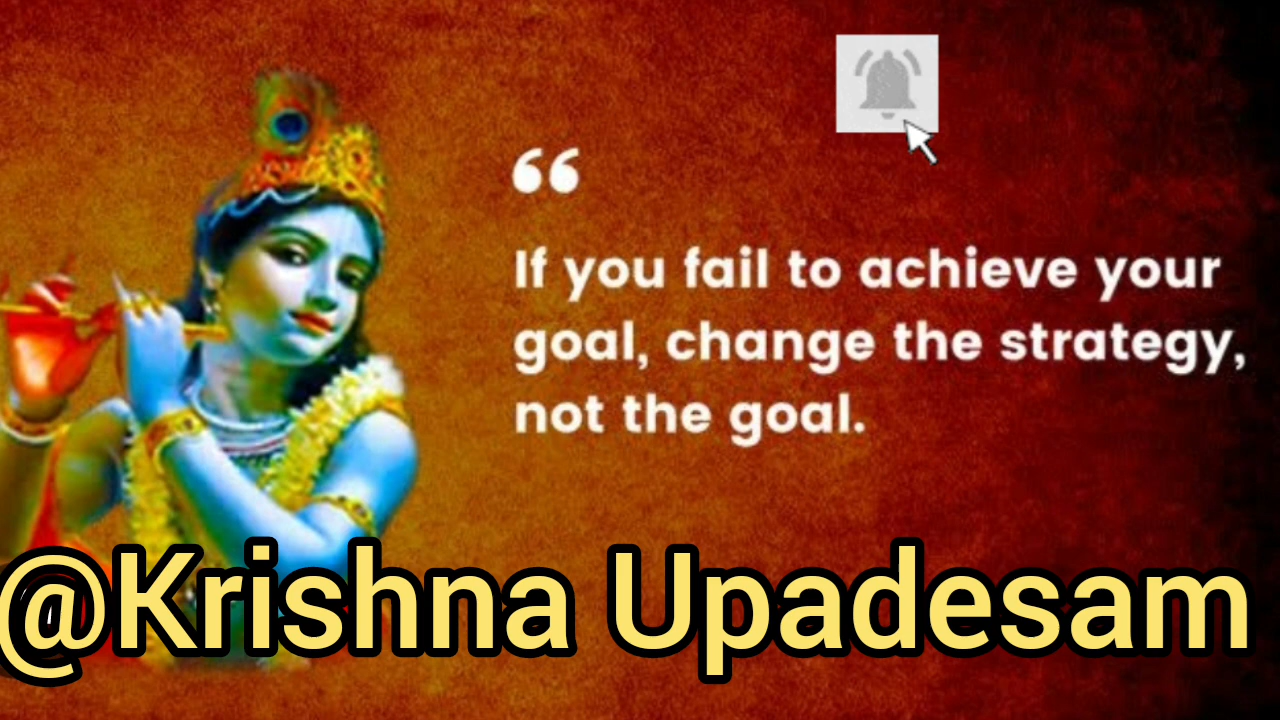 “
If you fail to achieve your
goal, change the strategy,
not the goal.
@Krishna Upadesam